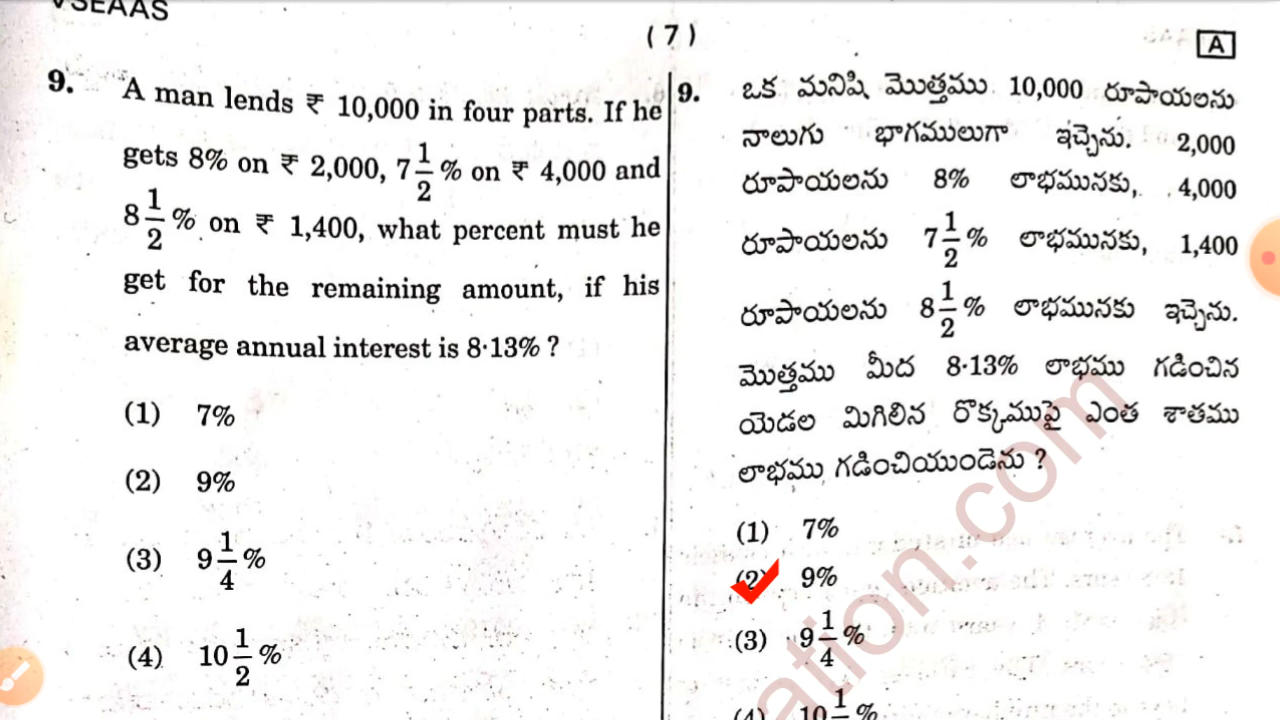 VSEAAS
( 7 )
A
9. A man lends ₹ 10,000 in four parts. If he
gets 8% on ₹ 2,000, 7 1/2 % on ₹ 4,000 and
8 1/2 % on ₹ 1,400, what percent must he
get for the remaining amount, if his
average annual interest is 8·13% ?
(1) 7%
(2) 9%
(3) 9 1/4 %
(4) 10 1/2 %
9. ఒక మనిషి మొత్తము 10,000 రూపాయలను
నాలుగు భాగములుగా ఇచ్చెను. 2,000
రూపాయలను 8% లాభమునకు, 4,000
రూపాయలను 7 1/2 % లాభమునకు, 1,400
రూపాయలను 8 1/2 % లాభమునకు ఇచ్చెను.
మొత్తము మీద 8·13% లాభము గడించిన
యెడల మిగిలిన రొక్కముపై ఎంత శాతము
లాభము గడించియుండెను ?
(1) 7%
(2) 9%
(3) 9 1/4 %
(4) 10 1/ %
ation.com